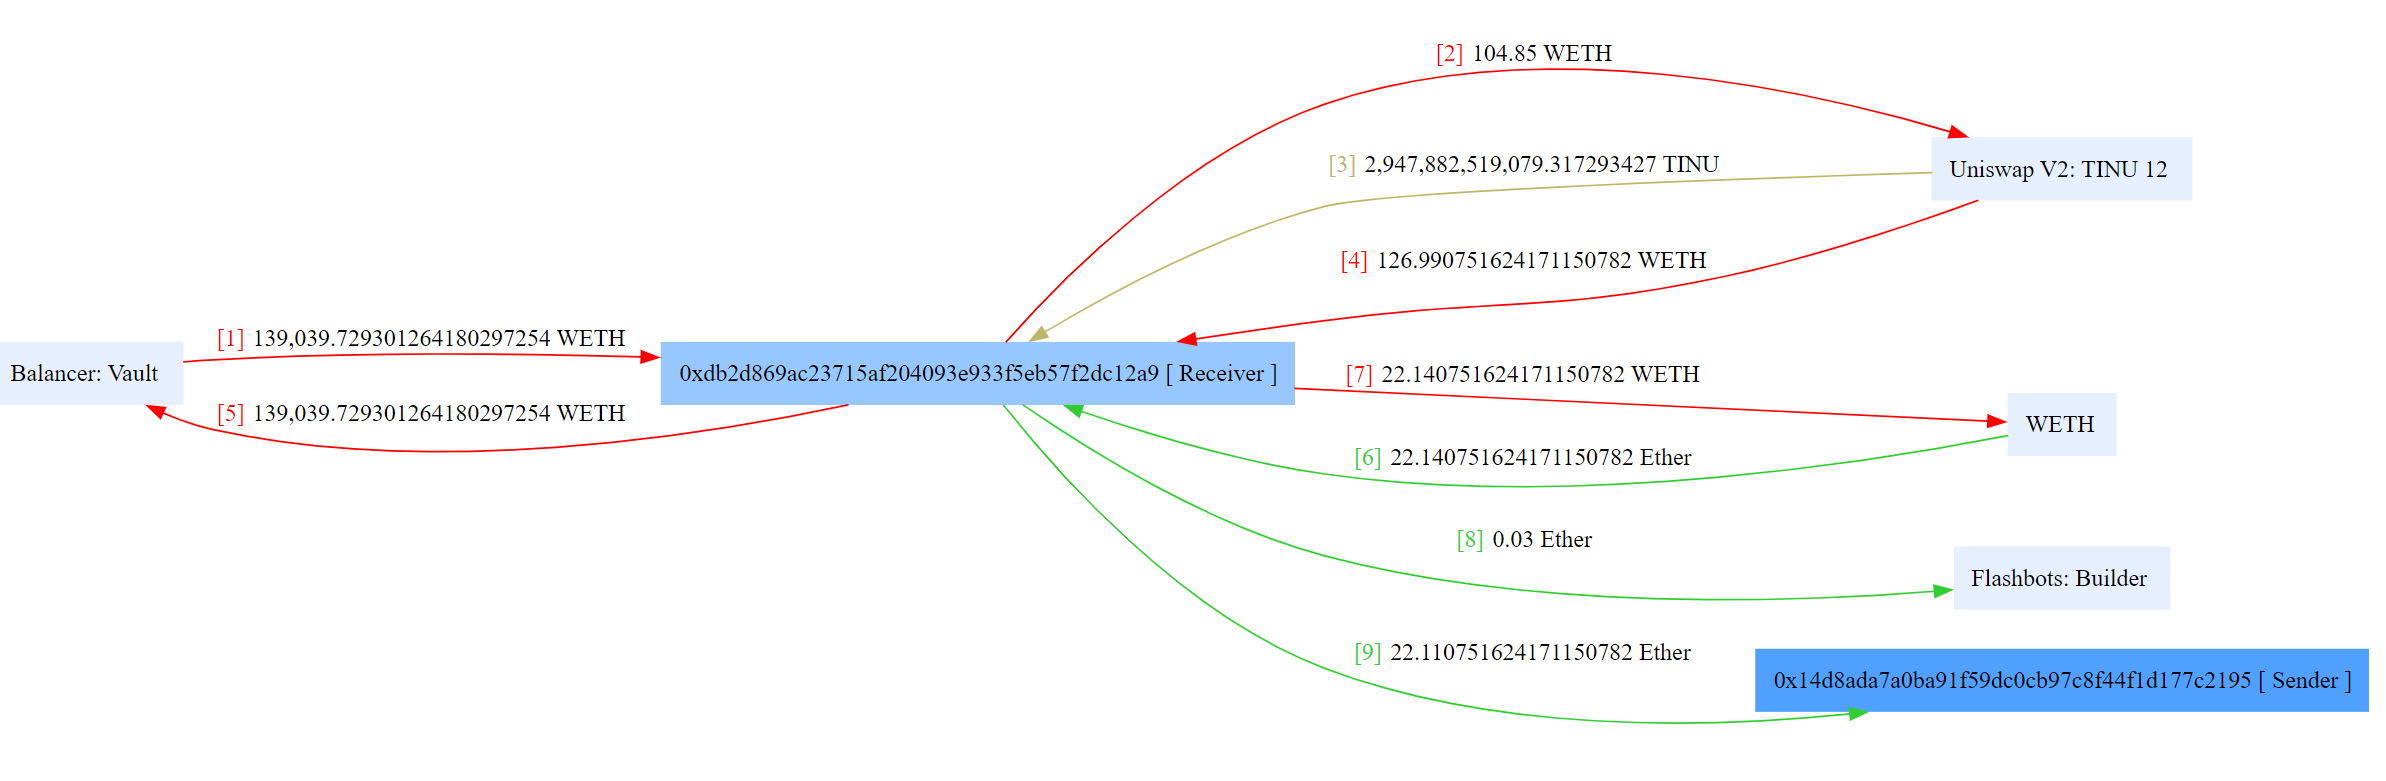 [2] 104.85 WETH
[3] 2,947,882,519,079.317293427 TINU
Uniswap V2: TINU 12
[4] 126.990751624171150782 WETH
[1] 139,039.729301264180297254 WETH
Balancer: Vault
0xdb2d869ac23715af204093e933f5eb57f2dc12a9 [ Receiver ]
[7] 22.140751624171150782 WETH
[5] 139,039.729301264180297254 WETH
WETH
[6] 22.140751624171150782 Ether
[8] 0.03 Ether
Flashbots: Builder
[9] 22.110751624171150782 Ether
0x14d8ada7a0ba91f59dc0cb97c8f44f1d177c2195 [ Sender ]